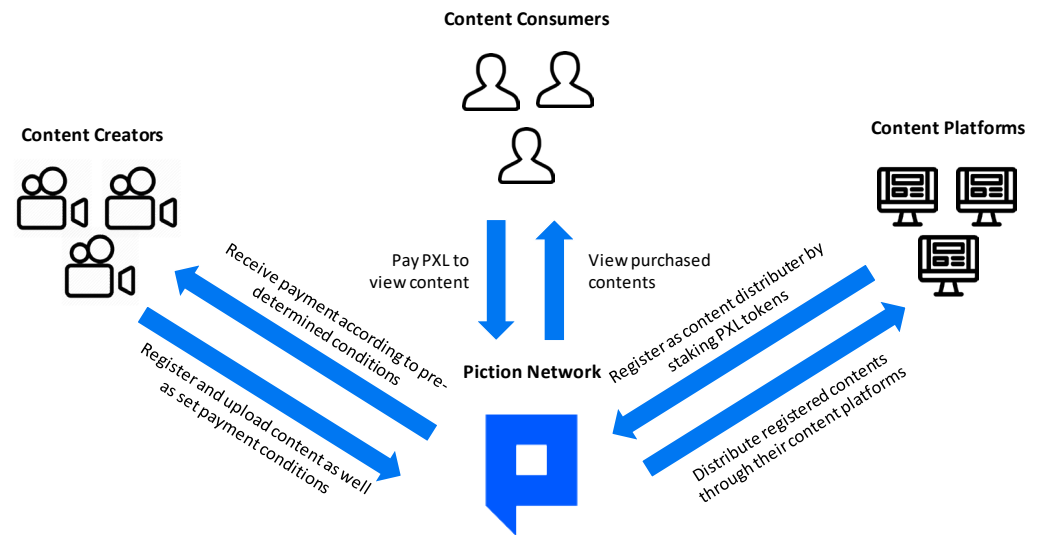 Content Consumers
Content Creators
Content Platforms
Receive payment according to pre-
determined conditions
Register and upload content as well
as set payment conditions
Pay PXL to
view content
View purchased
contents
Register as content distributer by
staking PXL tokens
Distribute registered contents
through their content platforms
Piction Network